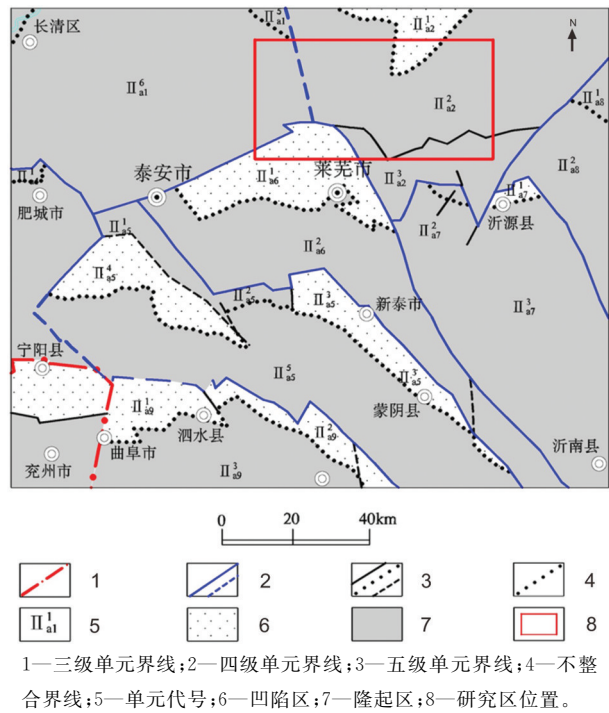 长清区
Ⅱ⁵a1
Ⅱ¹a2
N
Ⅱ⁶a1
Ⅱ²a2
Ⅱ¹a8
泰安市
Ⅱ¹a6
莱芜市
Ⅱ³a2
Ⅱ²a8
Ⅱ¹
肥城市
Ⅱ¹a7
沂源县
Ⅱ¹a5
Ⅱ²a7
Ⅱ²a6
Ⅱ⁴a5
Ⅱ²a5
Ⅱ³a5
新泰市
Ⅱ³a7
宁阳县
Ⅱ⁵a5
Ⅱ³a5
蒙阴县
Ⅱ¹a9
泗水县
曲阜市
Ⅱ²a9
兖州市
Ⅱ³a9
沂南县
0 20 40km
1 2 3 4
Ⅱ¹a1 5 6 7 8
1—三级单元界线;2—四级单元界线;3—五级单元界线;4—不整
合界线;5—单元代号;6—凹陷区;7—隆起区;8—研究区位置。